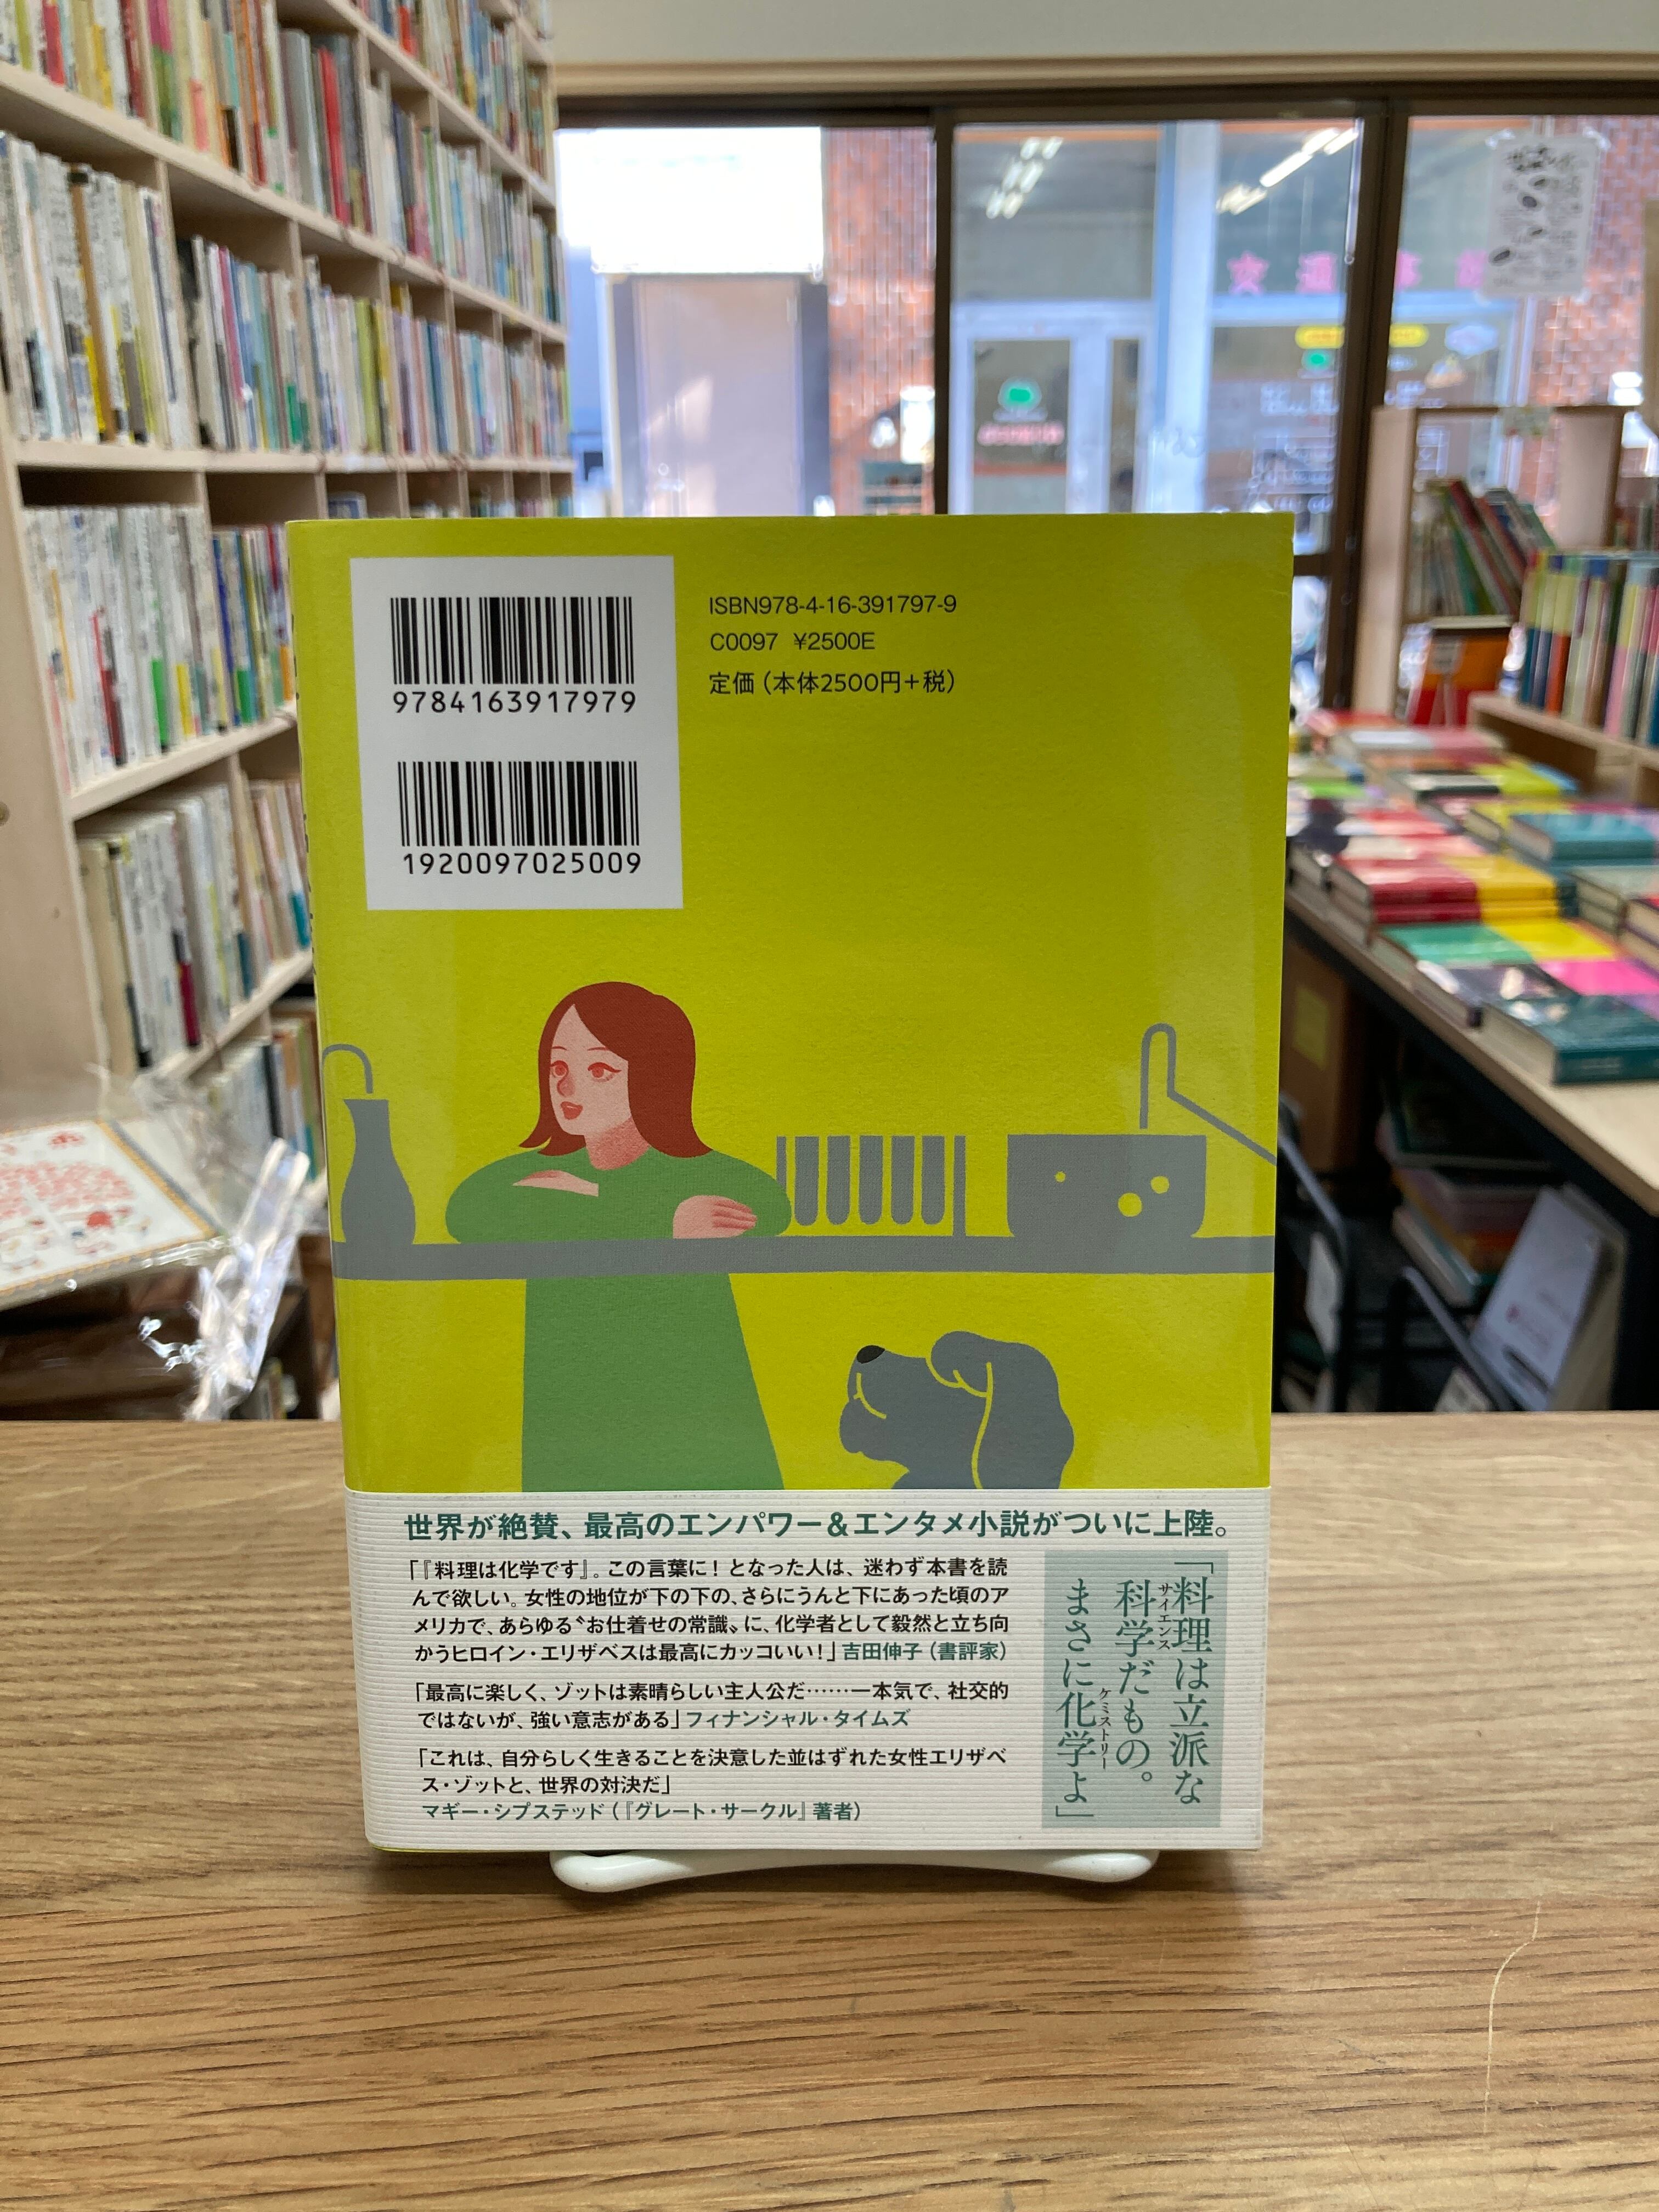 9784163917979
1920097025009
ISBN978-4-16-391797-9
C0097 ¥2500E
定価（本体2500円＋税）
世界が絶賛、最高のエンパワー＆エンタメ小説がついに上陸。
「『料理は化学です』。この言葉に！となった人は、迷わず本書を読
んで欲しい。女性の地位が下の下の、さらにうんと下にあった頃のア
メリカで、あらゆる〝お仕着せの常識〟に、化学者として毅然と立ち向
かうヒロイン・エリザベスは最高にカッコいい！」吉田伸子（書評家）
「最高に楽しく、ゾットは素晴らしい主人公だ……一本気で、社交的
ではないが、強い意志がある」フィナンシャル・タイムズ
「これは、自分らしく生きることを決意した並はずれた女性エリザベ
ス・ゾットと、世界の対決だ」
マギー・シプステッド（『グレート・サークル』著者）
「料理は立派な
科学だもの。
サイエンス
まさに化学よ」
ケミストリー